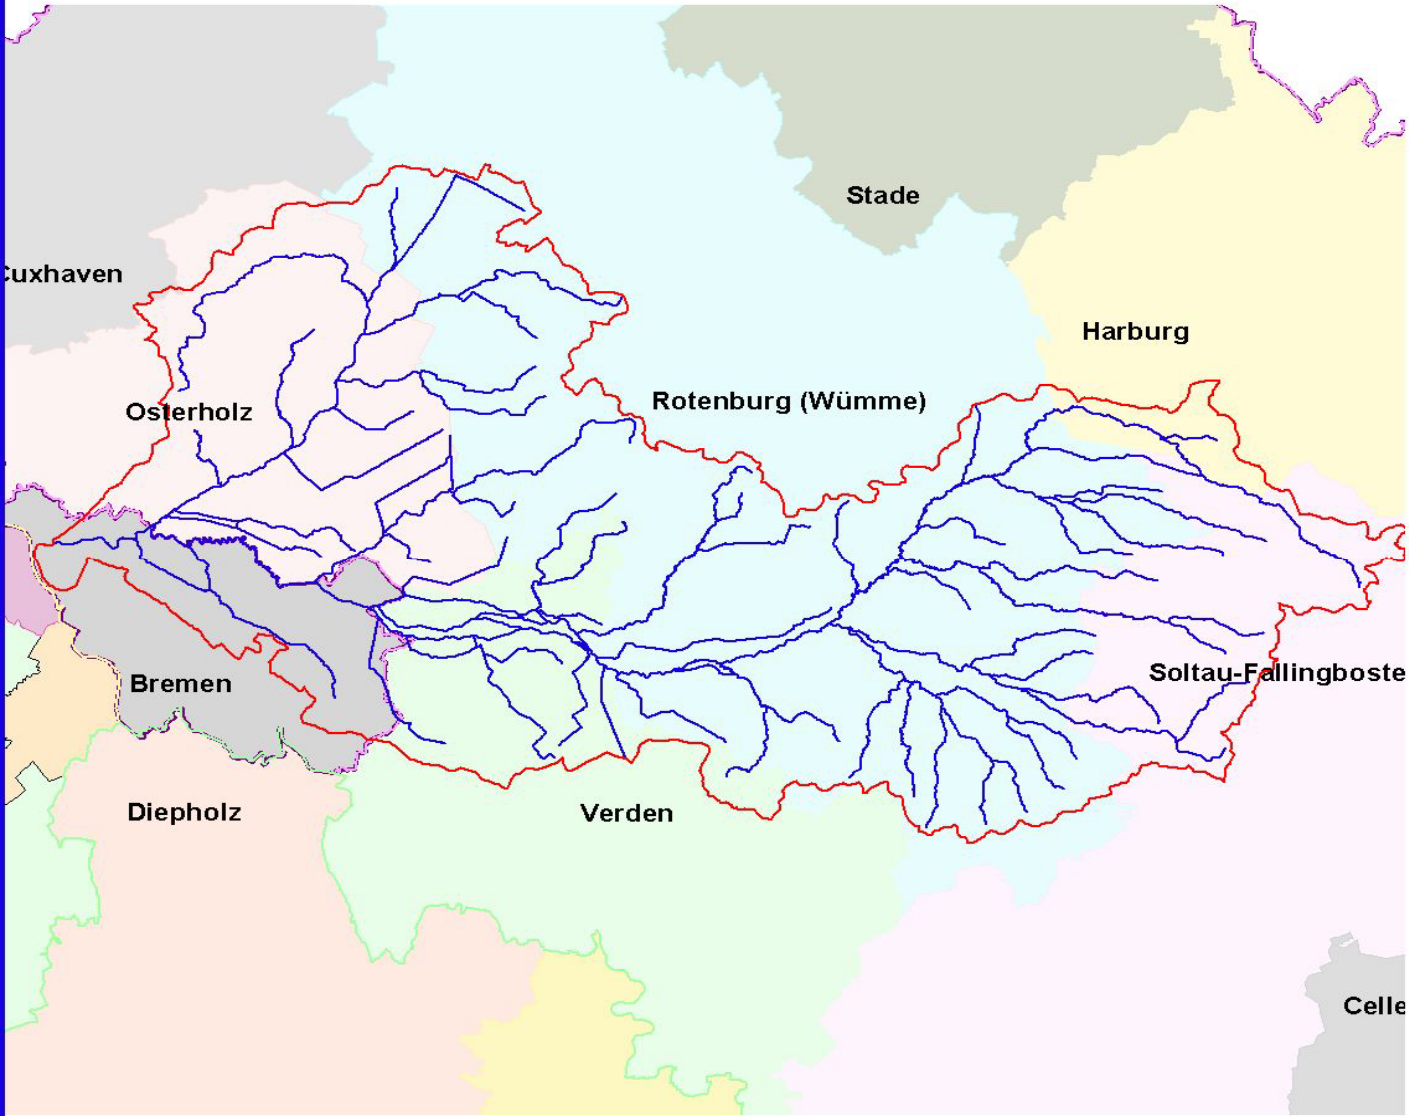 Stade
Cuxhaven
Harburg
Rotenburg (Wümme)
Osterholz
Soltau-Fallingboste
Bremen
Diepholz
Verden
Celle